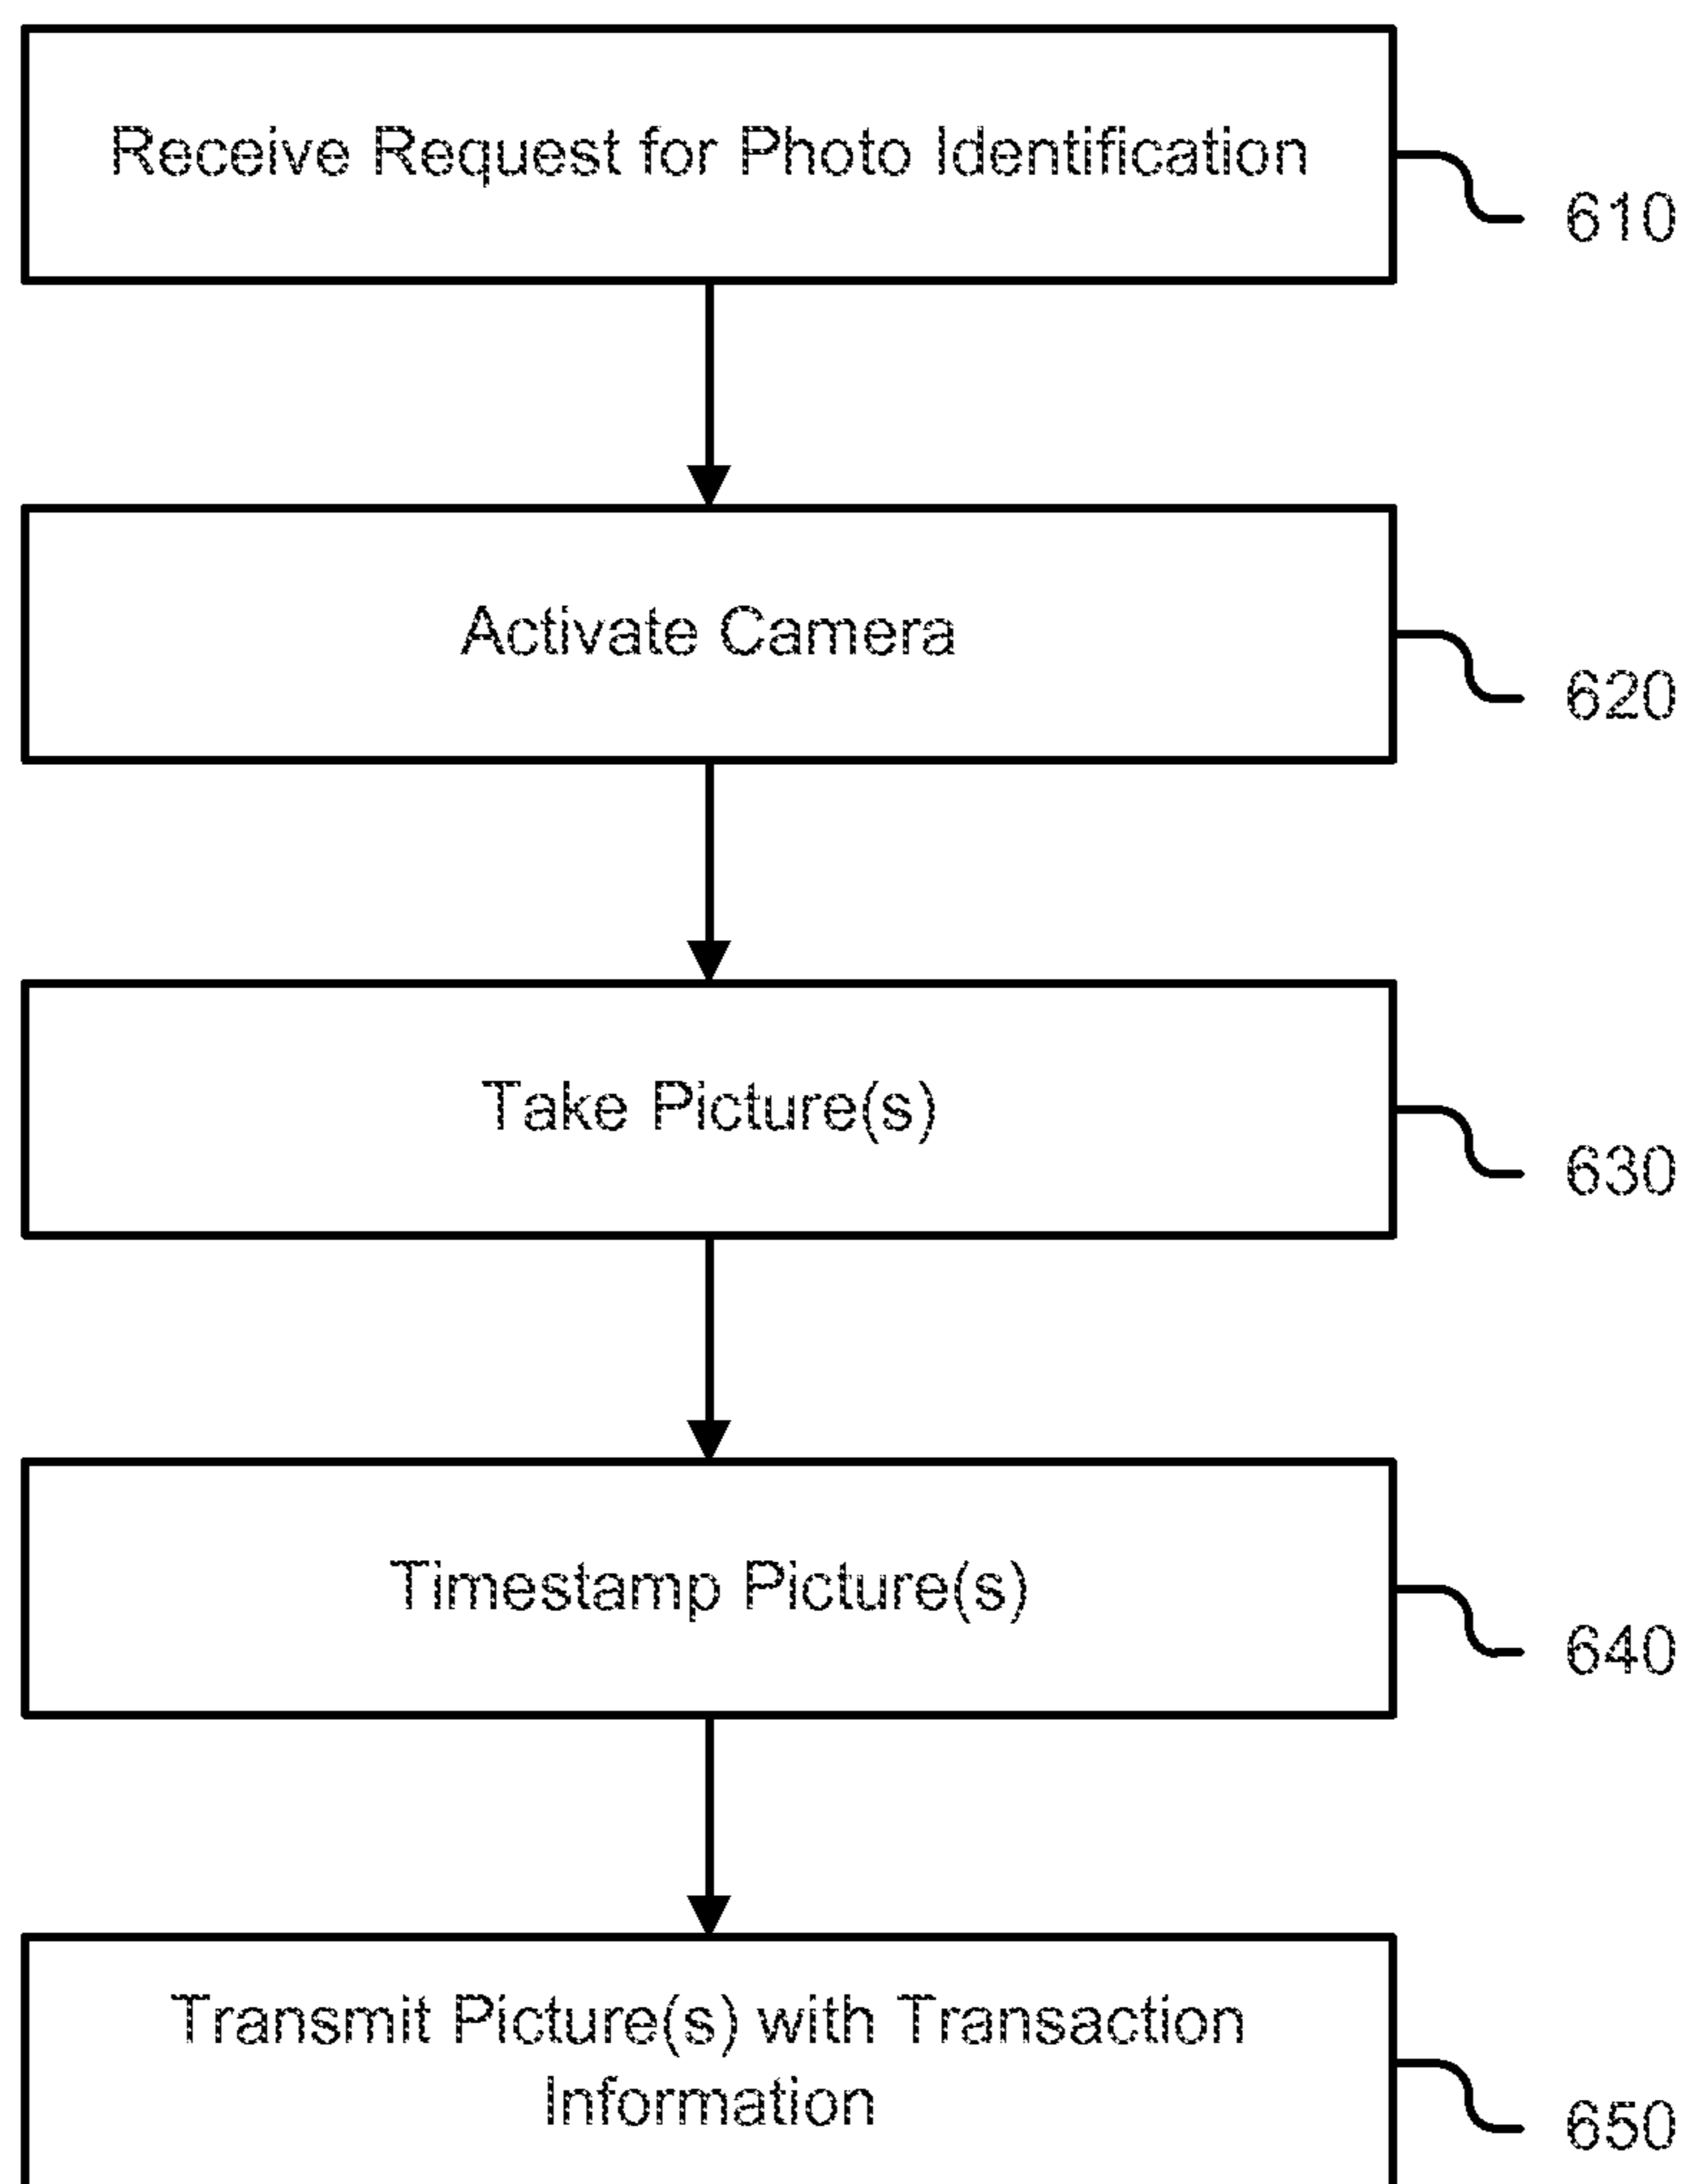 Receive Request for Photo Identification
610
Activate Camera
620
Take Picture(s)
630
Timestamp Picture(s)
640
Transmit Picture(s) with Transaction
Information
650